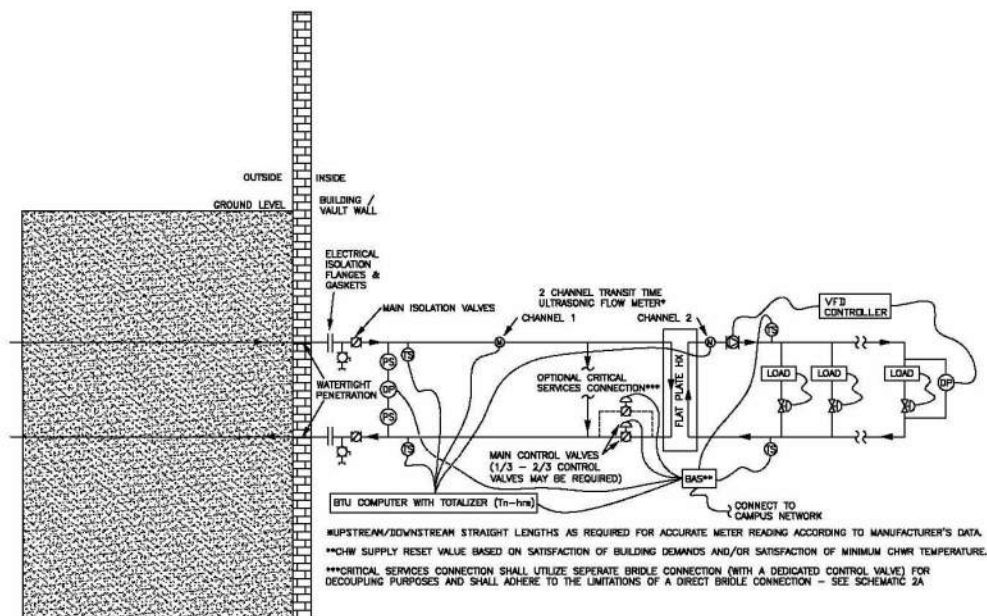 OUTSIDE
INSIDE
GROUND LEVEL
BUILDING /
VAULT WALL
ELECTRICAL
ISOLATION
FLANGES &
GASKETS
MAIN ISOLATION VALVES
2 CHANNEL TRANSIT TIME
ULTRASONIC FLOW METER*
CHANNEL 1
CHANNEL 2
VFD
CONTROLLER
M
M
TS
TS
PS
DP
PS
TS
TS
WATERTIGHT
PENETRATION
OPTIONAL CRITICAL
SERVICES CONNECTION***
FLAT PLATE HX
LOAD
LOAD
LOAD
DP
MAIN CONTROL VALVES
(1/3 - 2/3 CONTROL
VALVES MAY BE REQUIRED)
BAS**
BTU COMPUTER WITH TOTALIZER (Tn-hrs)
CONNECT TO
CAMPUS NETWORK
*UPSTREAM/DOWNSTREAM STRAIGHT LENGTHS AS REQUIRED FOR ACCURATE METER READING ACCORDING TO MANUFACTURER'S DATA.
**CHW SUPPLY RESET VALUE BASED ON SATISFACTION OF BUILDING DEMANDS AND/OR SATISFACTION OF MINIMUM CHWR TEMPERATURE.
***CRITICAL SERVICES CONNECTION SHALL UTILIZE SEPERATE BRIDLE CONNECTION (WITH A DEDICATED CONTROL VALVE) FOR
DECOUPLING PURPOSES AND SHALL ADHERE TO THE LIMITATIONS OF A DIRECT BRIDLE CONNECTION - SEE SCHEMATIC 2A